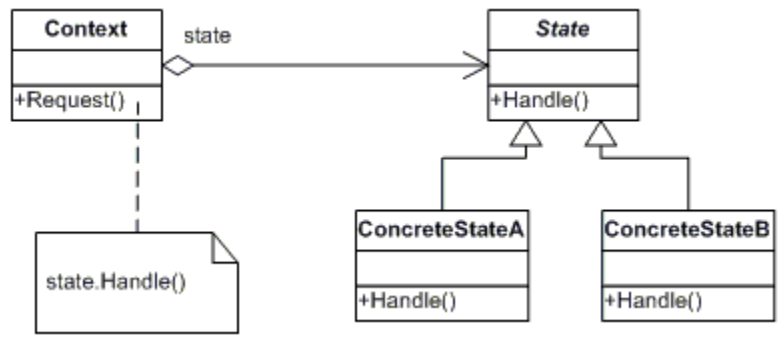 Context
state
State
+Request()
+Handle()
state.Handle()
ConcreteStateA
ConcreteStateB
+Handle()
+Handle()